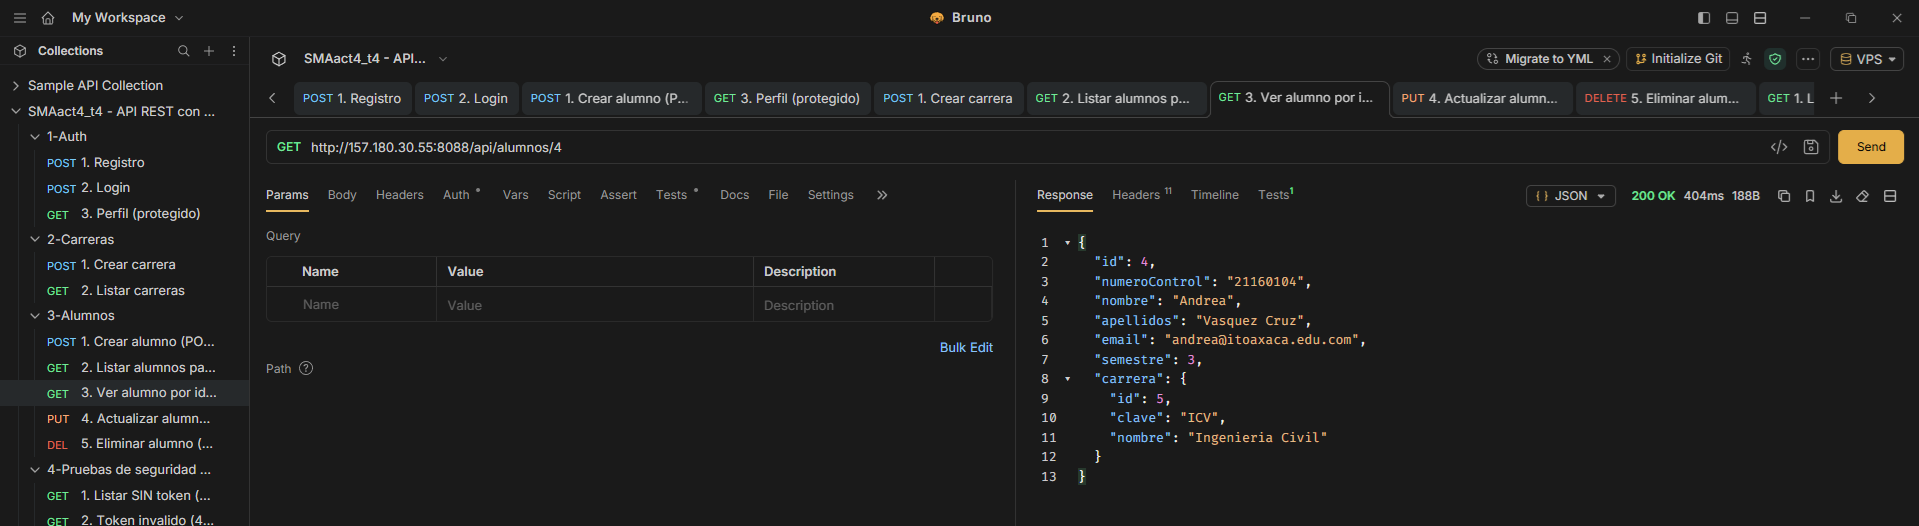 My Workspace
Bruno
Collections
SMAact4_t4 - API...
Migrate to YML
Initialize Git
VPS
Sample API Collection
SMAact4_t4 - API REST con ...
1-Auth
POST 1. Registro
POST 2. Login
GET 3. Perfil (protegido)
2-Carreras
POST 1. Crear carrera
GET 2. Listar carreras
3-Alumnos
POST 1. Crear alumno (PO...
GET 2. Listar alumnos pa...
GET 3. Ver alumno por id...
PUT 4. Actualizar alumn...
DEL 5. Eliminar alumno (...
4-Pruebas de seguridad ...
GET 1. Listar SIN token (...
GET 2. Token invalido (4...
POST 1. Registro
POST 2. Login
POST 1. Crear alumno (P...
GET 3. Perfil (protegido)
POST 1. Crear carrera
GET 2. Listar alumnos p...
GET 3. Ver alumno por i...
PUT 4. Actualizar alumn...
DELETE 5. Eliminar alum...
GET 1. L
GET http://157.180.30.55:8088/api/alumnos/4
</>
Send
Params Body Headers Auth Vars Script Assert Tests Docs File Settings
Query
Name Value Description
Name Value Description
Bulk Edit
Path ?
Response Headers 11 Timeline Tests 1
{ } JSON
200 OK 404ms 188B
1 {
2 "id": 4,
3 "numeroControl": "21160104",
4 "nombre": "Andrea",
5 "apellidos": "Vasquez Cruz",
6 "email": "andrea@itoaxaca.edu.com",
7 "semestre": 3,
8 "carrera": {
9 "id": 5,
10 "clave": "ICV",
11 "nombre": "Ingenieria Civil"
12 }
13 }